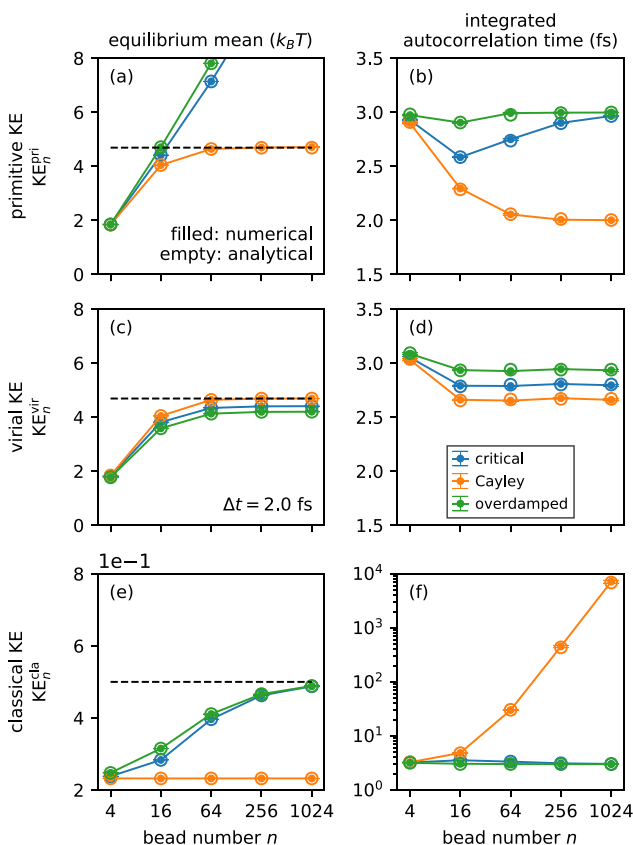 equilibrium mean (k_BT)
integrated
autocorrelation time (fs)
primitive KE
KE_n^pri
8
6
4
2
0
(a)
filled: numerical
empty: analytical
3.5
3.0
2.5
2.0
1.5
(b)
virial KE
KE_n^vir
8
6
4
2
0
(c)
Δt = 2.0 fs
3.5
3.0
2.5
2.0
1.5
(d)
critical
Cayley
overdamped
classical KE
KE_n^cla
1e−1
8
6
4
2
(e)
4 16 64 256 1024
bead number n
10^4
10^3
10^2
10^1
10^0
(f)
4 16 64 256 1024
bead number n